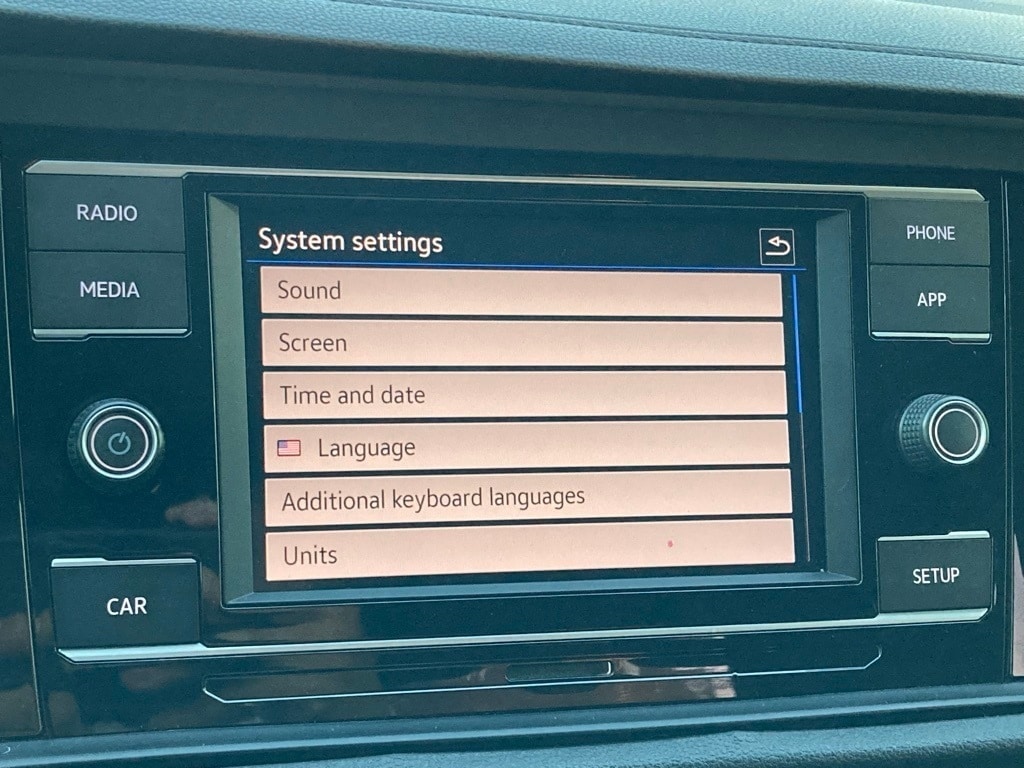 RADIO
MEDIA
CAR
System settings
Sound
Screen
Time and date
Language
Additional keyboard languages
Units
PHONE
APP
SETUP